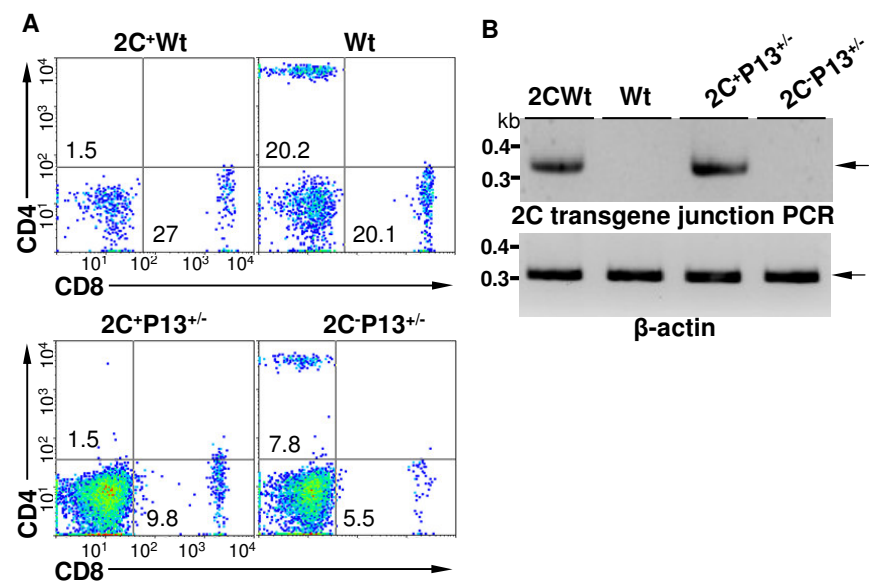 A
2C⁺Wt
Wt
10⁴
10³
10²
10¹
CD4
1.5
27
20.2
20.1
10¹ 10² 10³ 10⁴
CD8
2C⁺P13⁺/⁻
2C⁻P13⁺/⁻
10⁴
10³
10²
10¹
CD4
1.5
9.8
7.8
5.5
10¹ 10² 10³ 10⁴
CD8
B
2CWt
Wt
2C⁺P13⁺/⁻
2C⁻P13⁺/⁻
kb
0.4
0.3
2C transgene junction PCR
0.4
0.3
β-actin